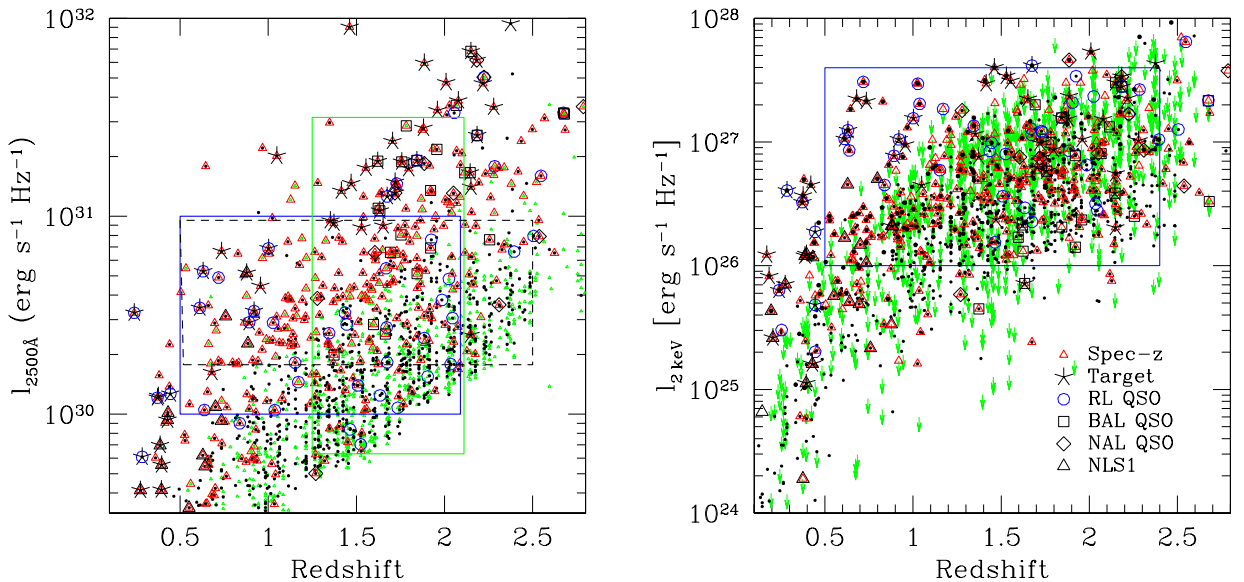 10^32
10^31
10^30
l_2500Å (erg s^-1 Hz^-1)
0.5 1 1.5 2 2.5
Redshift
10^28
10^27
10^26
10^25
10^24
l_2 keV [erg s^-1 Hz^-1]
Spec-z
Target
RL QSO
BAL QSO
NAL QSO
NLS1
0.5 1 1.5 2 2.5
Redshift